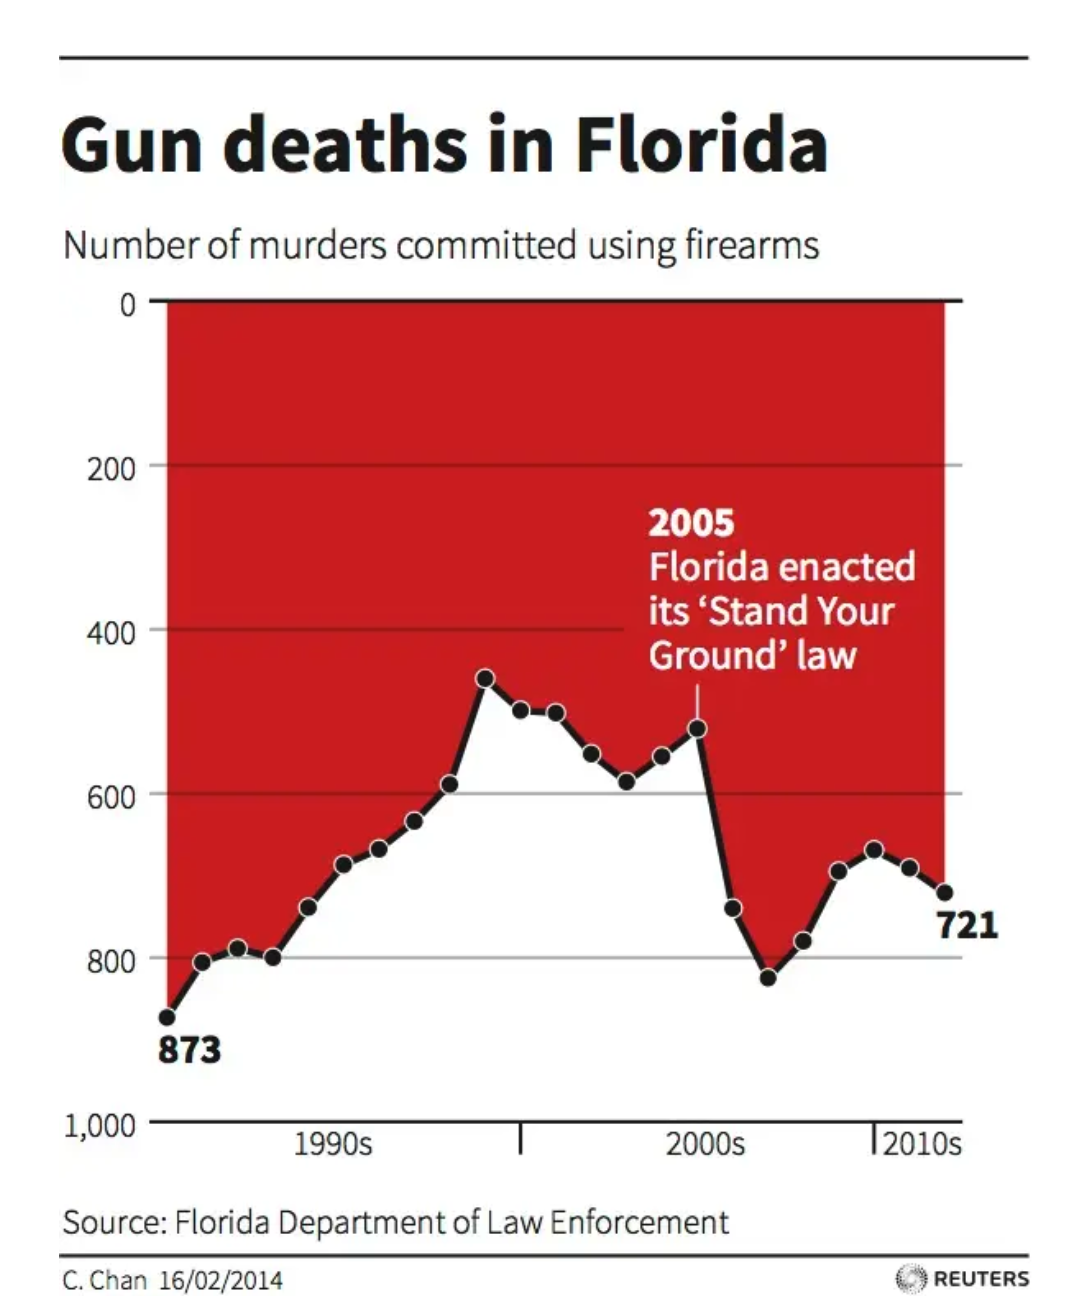 Gun deaths in Florida
Number of murders committed using firearms
0
200
400
600
800
1,000
2005
Florida enacted
its ‘Stand Your
Ground’ law
873
721
1990s
2000s
2010s
Source: Florida Department of Law Enforcement
C. Chan 16/02/2014
REUTERS